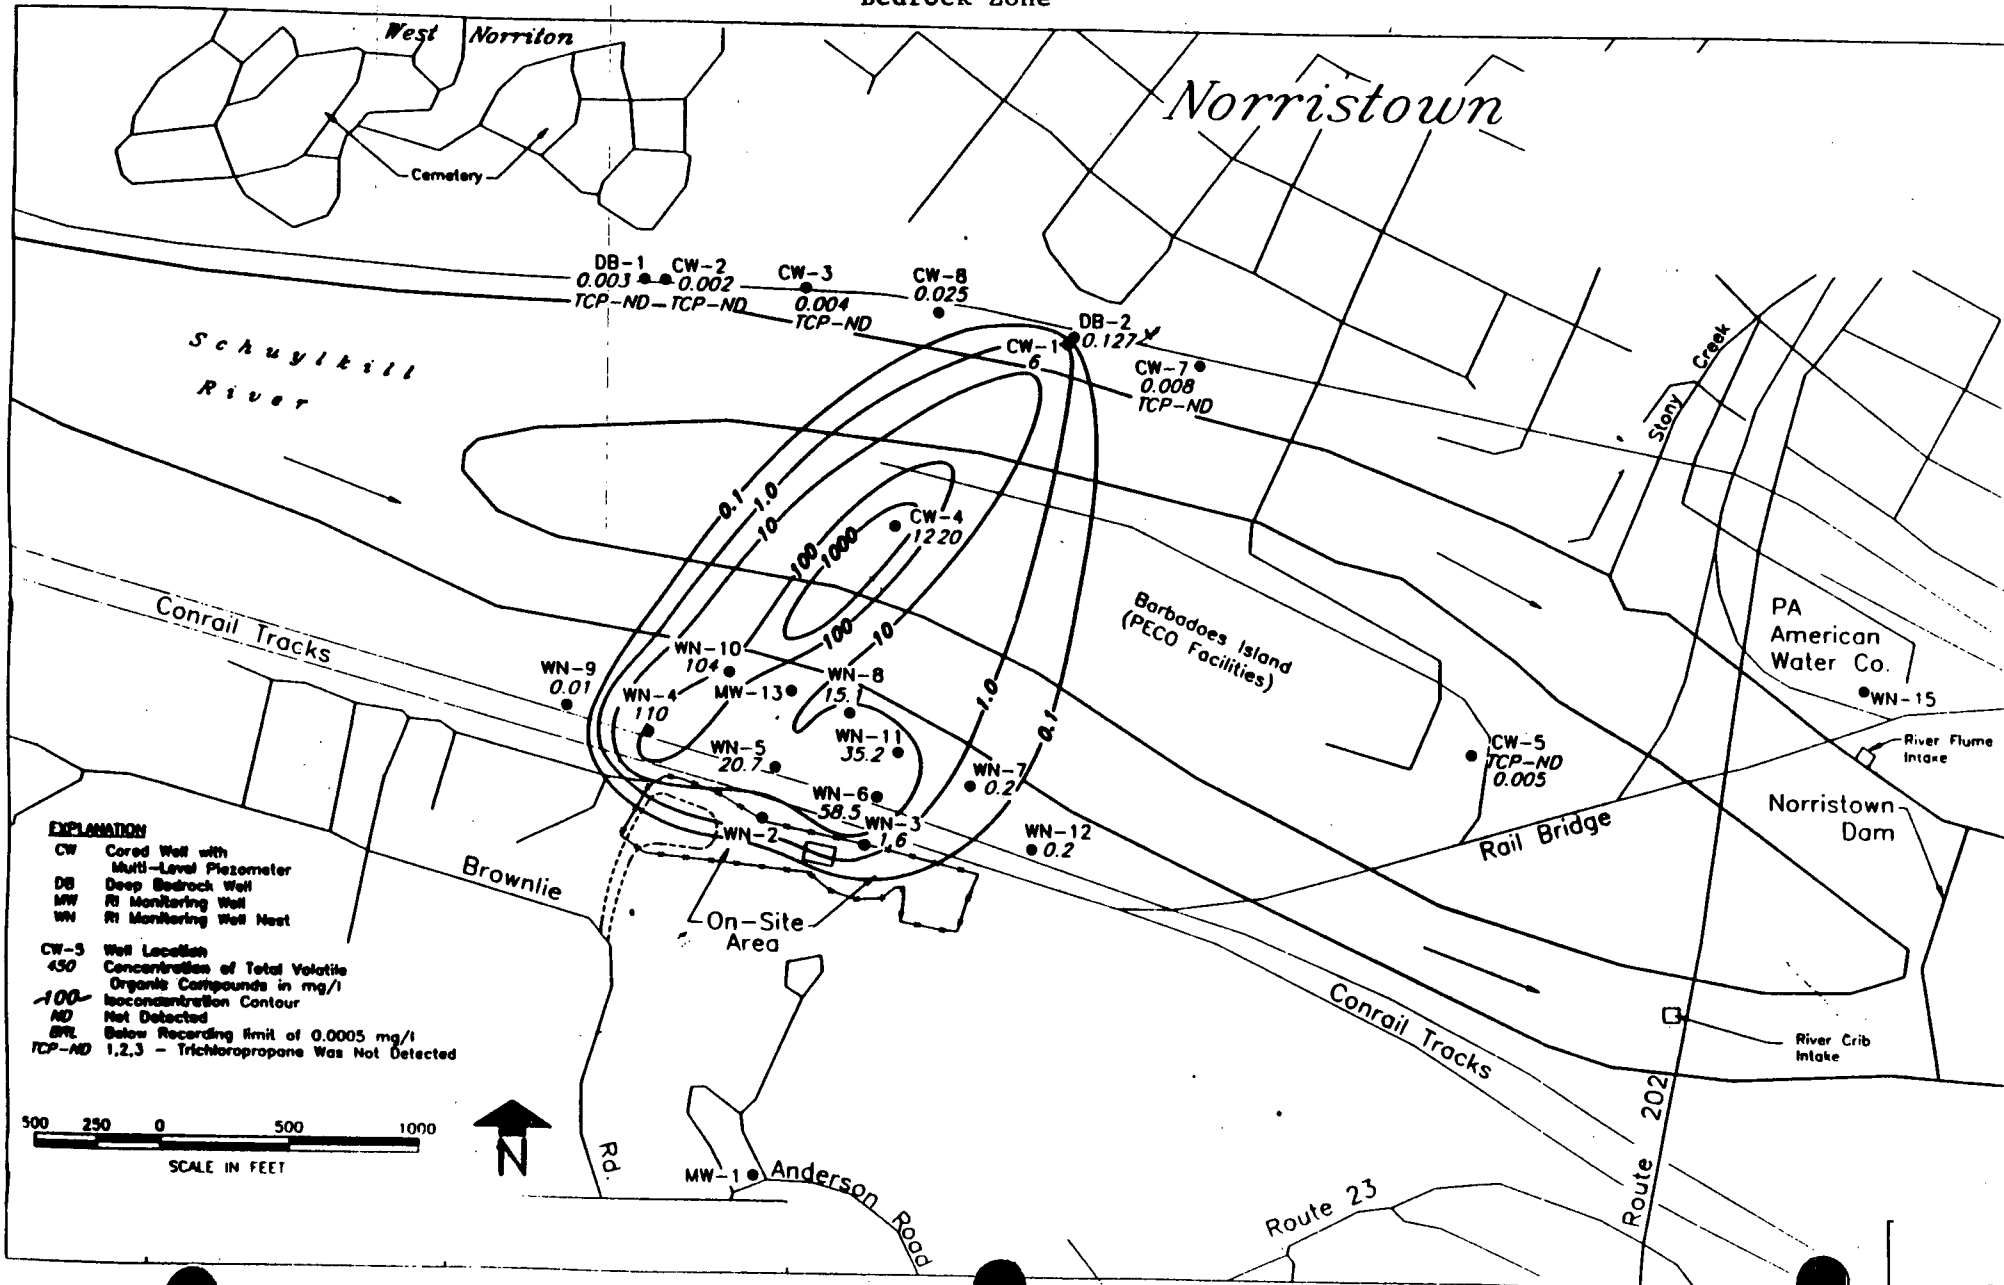 Bedrock Zone
West Norriton
Norristown
Cemetery
DB-1
0.003
TCP-ND
CW-2
0.002
TCP-ND
CW-3
0.004
TCP-ND
CW-8
0.025
DB-2
0.127
CW-1
6
CW-7
0.008
TCP-ND
Schuylkill
River
Stony Creek
0.1
1.0
10
100
1000
CW-4
1220
100
10
1.0
0.1
Barbadoes Island
(PECO Facilities)
PA
American
Water Co.
WN-15
Conrail Tracks
WN-9
0.01
WN-10
104
WN-4
110
MW-13
WN-8
15.
WN-5
20.7
WN-11
35.2
WN-6
58.5
WN-7
0.2
WN-3
1.6
WN-2
WN-12
0.2
CW-5
TCP-ND
0.005
River Flume
Intake
Norristown
Dam
Rail Bridge
Brownlie
Rd.
On-Site
Area
Conrail Tracks
River Crib
Intake
Route 202
Route 23
MW-1
Anderson Road
EXPLANATION
CW Cored Well with
Multi-Level Piezometer
DB Deep Bedrock Well
MW RI Monitoring Well
WN RI Monitoring Well Nest
CW-5 Well Location
450 Concentration of Total Volatile
Organic Compounds in mg/l
100 Isoconcentration Contour
ND Not Detected
BRL Below Recording limit of 0.0005 mg/l
TCP-ND 1,2,3 - Trichloropropane Was Not Detected
500 250 0 500 1000
SCALE IN FEET
N